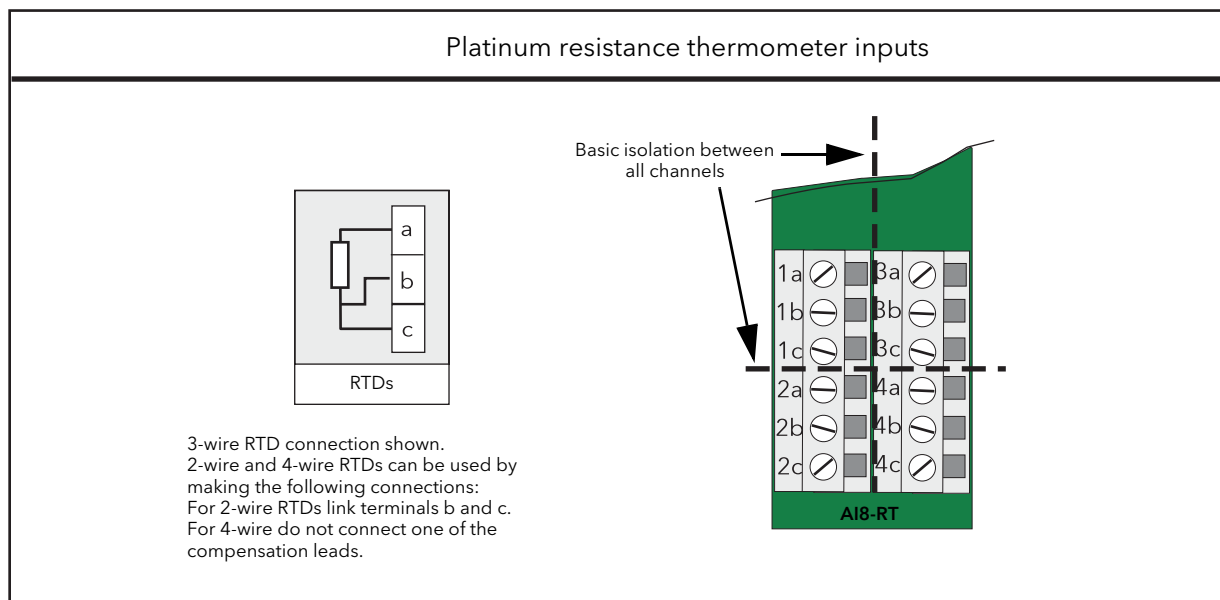 Platinum resistance thermometer inputs
Basic isolation between
all channels
a
b
c
RTDs
3-wire RTD connection shown.
2-wire and 4-wire RTDs can be used by
making the following connections:
For 2-wire RTDs link terminals b and c.
For 4-wire do not connect one of the
compensation leads.
1a 3a
1b 3b
1c 3c
2a 4a
2b 4b
2c 4c
AI8-RT